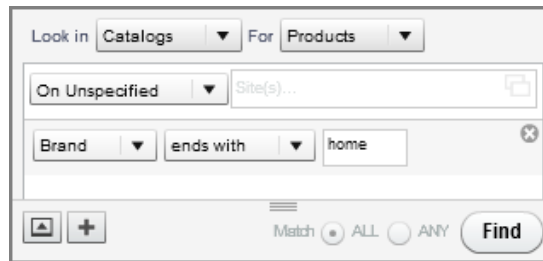 Look in Catalogs For Products
On Unspecified Site(s)...
Brand ends with home
Match ALL ANY Find